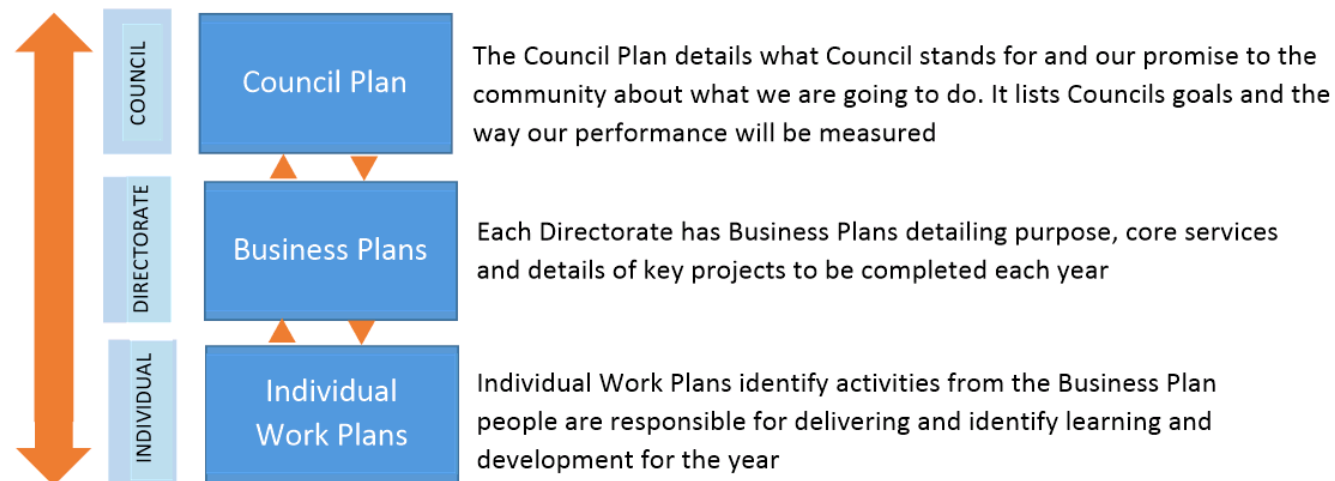 COUNCIL
Council Plan
The Council Plan details what Council stands for and our promise to the
community about what we are going to do. It lists Councils goals and the
way our performance will be measured
DIRECTORATE
Business Plans
Each Directorate has Business Plans detailing purpose, core services
and details of key projects to be completed each year
INDIVIDUAL
Individual
Work Plans
Individual Work Plans identify activities from the Business Plan
people are responsible for delivering and identify learning and
development for the year